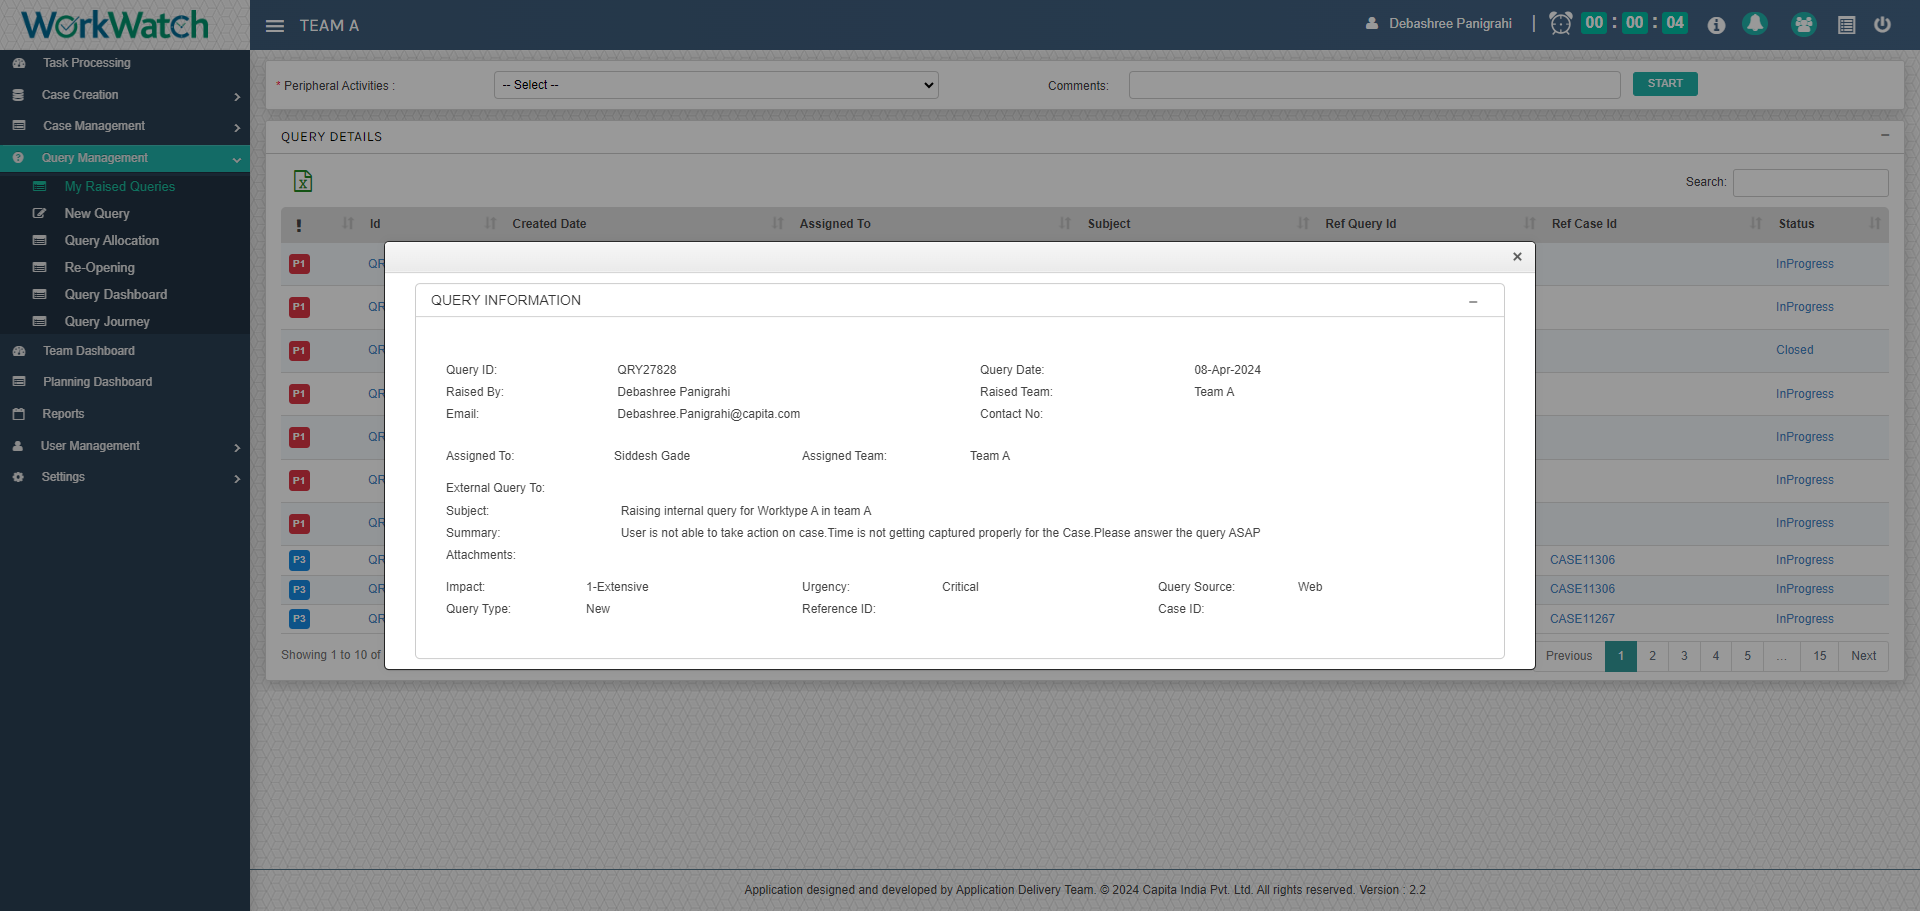 WorkWatch
TEAM A
Debashree Panigrahi | 00 : 00 : 04
Task Processing
Case Creation
Case Management
Query Management
My Raised Queries
New Query
Query Allocation
Re-Opening
Query Dashboard
Query Journey
Team Dashboard
Planning Dashboard
Reports
User Management
Settings
* Peripheral Activities : -- Select -- Comments: START
QUERY DETAILS
Search:
! Id Created Date Assigned To Subject Ref Query Id Ref Case Id Status
P1 QR InProgress
P1 QR InProgress
P1 QR Closed
P1 QR InProgress
P1 QR InProgress
P1 QR InProgress
P1 QR InProgress
P3 QR CASE11306 InProgress
P3 QR CASE11306 InProgress
P3 QR CASE11267 InProgress
Showing 1 to 10 of
Previous 1 2 3 4 5 ... 15 Next
×
QUERY INFORMATION
Query ID: QRY27828 Query Date: 08-Apr-2024
Raised By: Debashree Panigrahi Raised Team: Team A
Email: Debashree.Panigrahi@capita.com Contact No:
Assigned To: Siddesh Gade Assigned Team: Team A
External Query To:
Subject: Raising internal query for Worktype A in team A
Summary: User is not able to take action on case.Time is not getting captured properly for the Case.Please answer the query ASAP
Attachments:
Impact: 1-Extensive Urgency: Critical Query Source: Web
Query Type: New Reference ID: Case ID:
Application designed and developed by Application Delivery Team. © 2024 Capita India Pvt. Ltd. All rights reserved. Version : 2.2